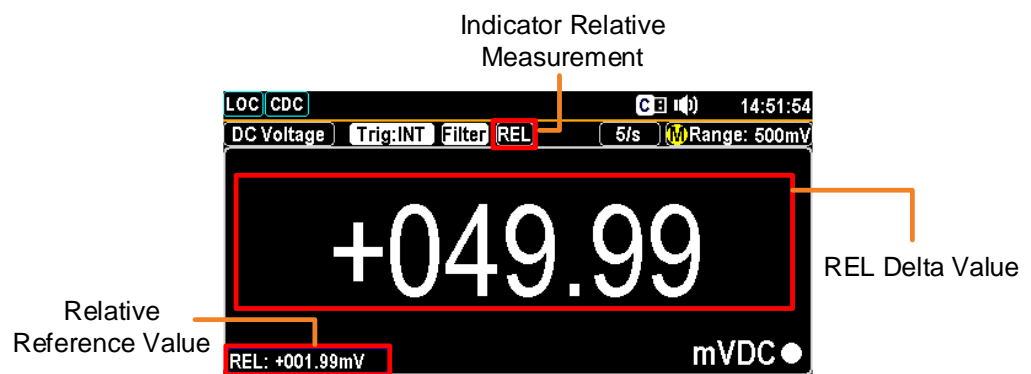 Indicator Relative
Measurement
LOC CDC C 14:51:54
DC Voltage Trig:INT Filter REL 5/s M Range: 500mV
+049.99
REL Delta Value
Relative
Reference Value
REL: +001.99mV
mVDC